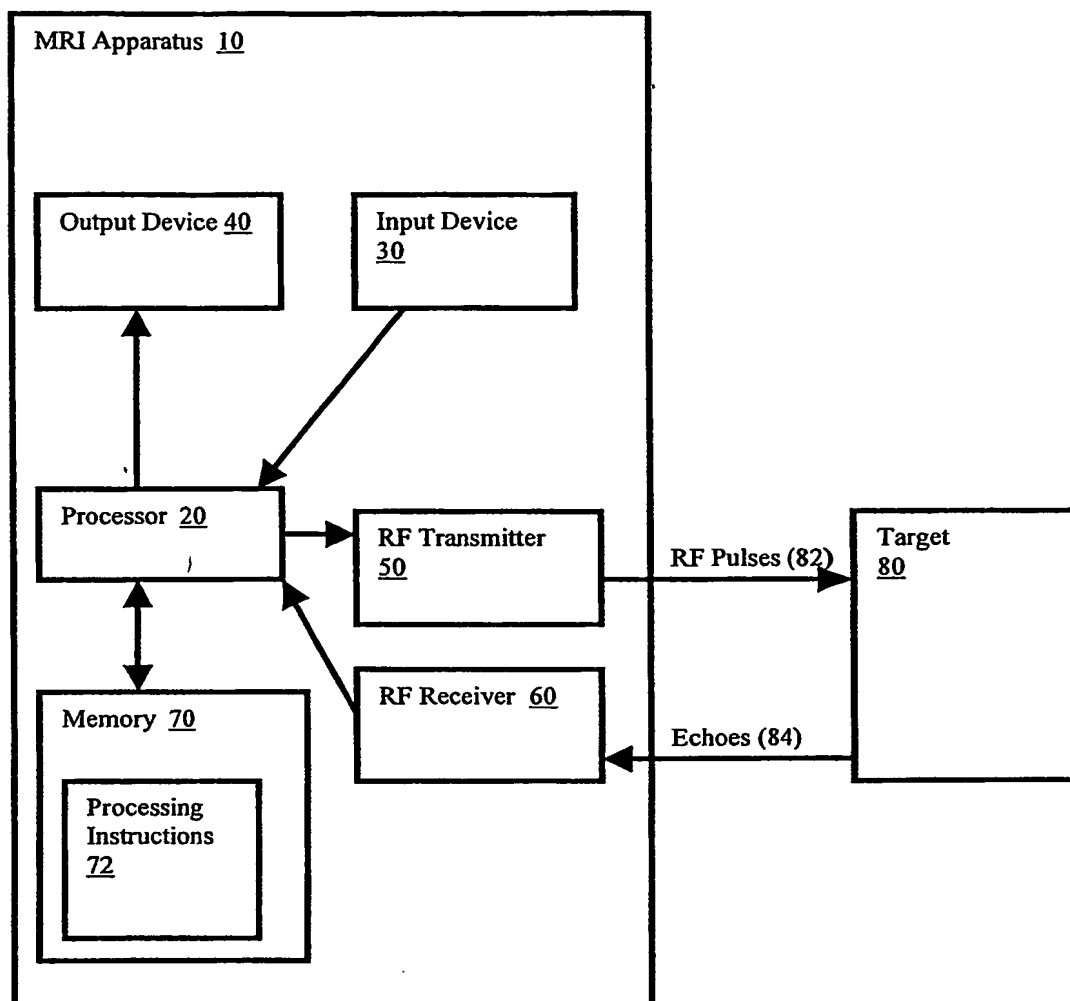 MRI Apparatus 10
Output Device 40
Input Device
30
Processor 20
RF Transmitter
50
RF Pulses (82)
Target
80
RF Receiver 60
Echoes (84)
Memory 70
Processing
Instructions
72